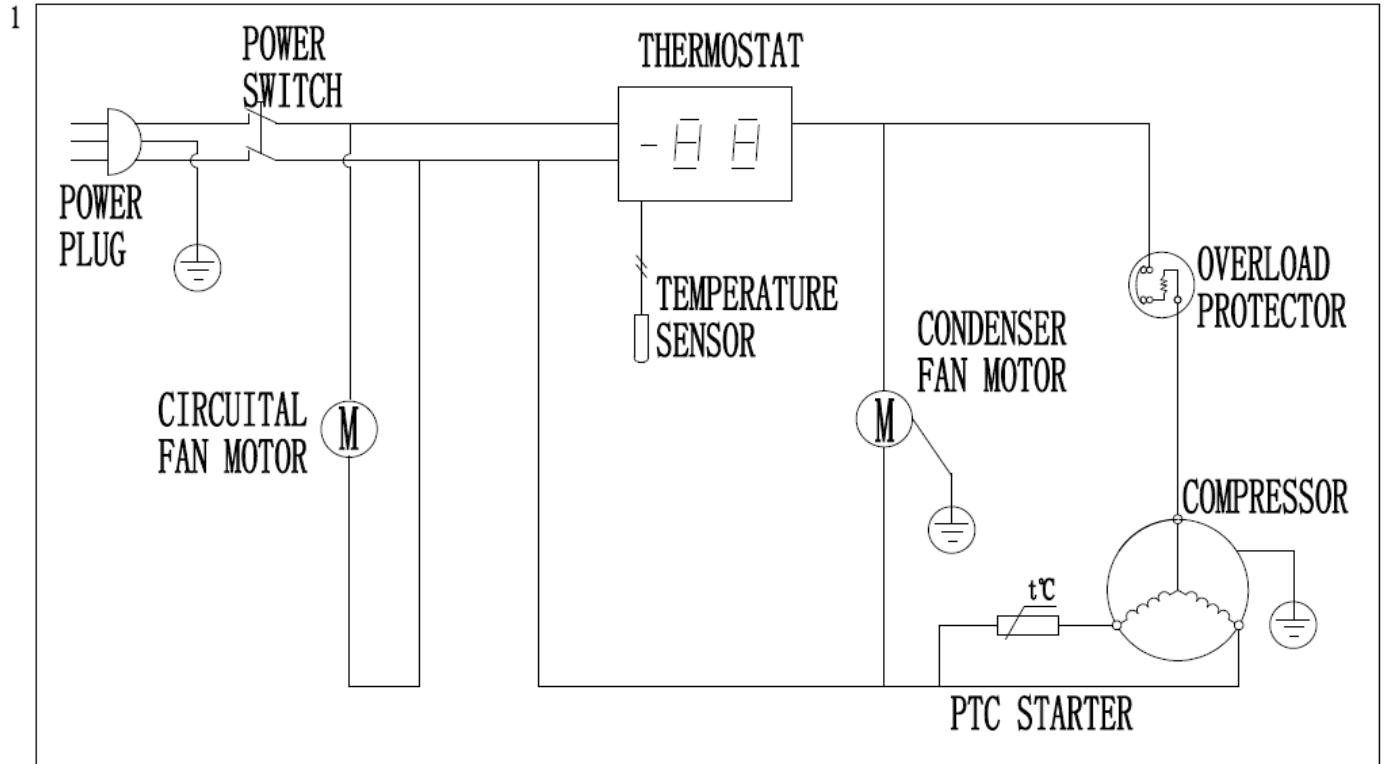 1
POWER
SWITCH
THERMOSTAT
-88
POWER
PLUG
TEMPERATURE
SENSOR
OVERLOAD
PROTECTOR
CONDENSER
FAN MOTOR
CIRCUITAL
FAN MOTOR
M
M
COMPRESSOR
t℃
PTC STARTER